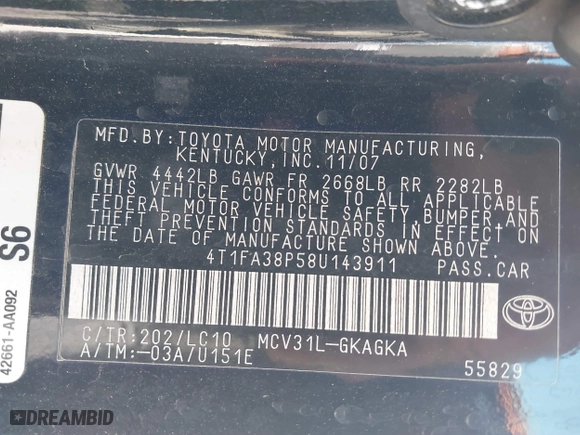 MFD.BY:TOYOTA MOTOR MANUFACTURING,
KENTUCKY,INC.11/07
GVWR 4442LB GAWR FR 2668LB RR 2282LB
THIS VEHICLE CONFORMS TO ALL APPLICABLE
FEDERAL MOTOR VEHICLE SAFETY,BUMPER,AND
THEFT PREVENTION STANDARDS IN EFFECT ON
THE DATE OF MANUFACTURE SHOWN ABOVE.
4T1FA38P58U143911 PASS.CAR
C/TR:202/LC10 MCV31L-GKAGKA
A/TM:-03A/U151E
55829
S6
42661-AA092
DREAMBID